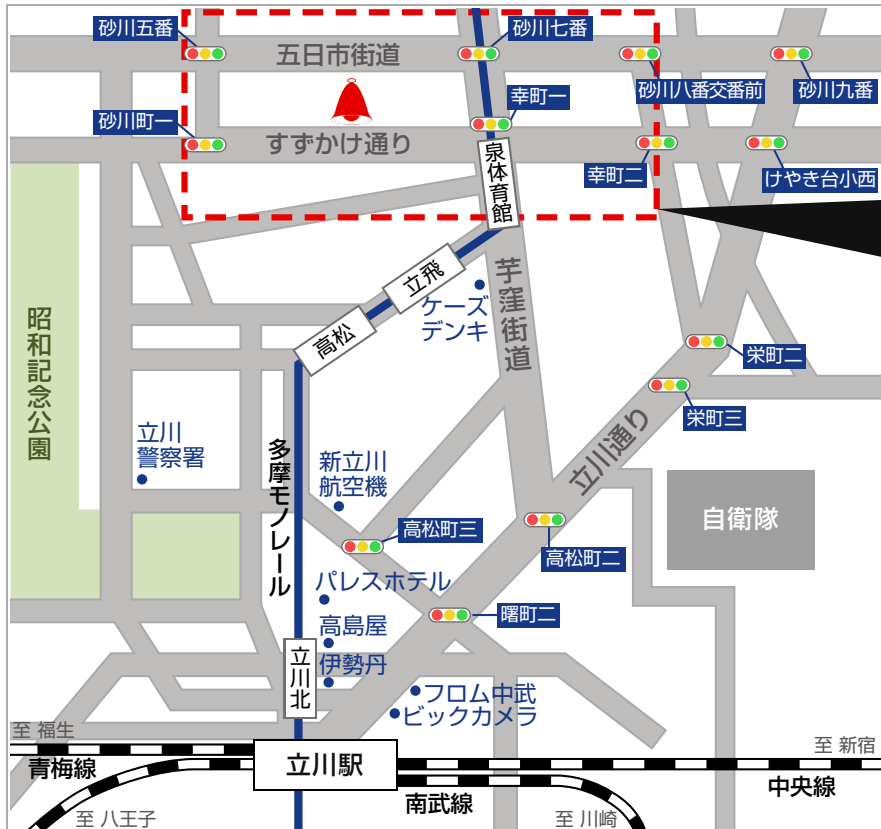 砂川五番
砂川七番
五日市街道
砂川八番交番前
砂川九番
幸町一
砂川町一
すずかけ通り
幸町二
けやき台小西
泉体育館
芋窪街道
立飛
ケーズ
デンキ
高松
昭和記念公園
栄町二
栄町三
立川通り
立川
警察署
多摩モノレール
新立川
航空機
自衛隊
高松町三
高松町二
パレスホテル
曙町二
高島屋
伊勢丹
立川北
フロム中武
ビックカメラ
至 福生
至 新宿
青梅線
立川駅
中央線
南武線
至 八王子
至 川崎